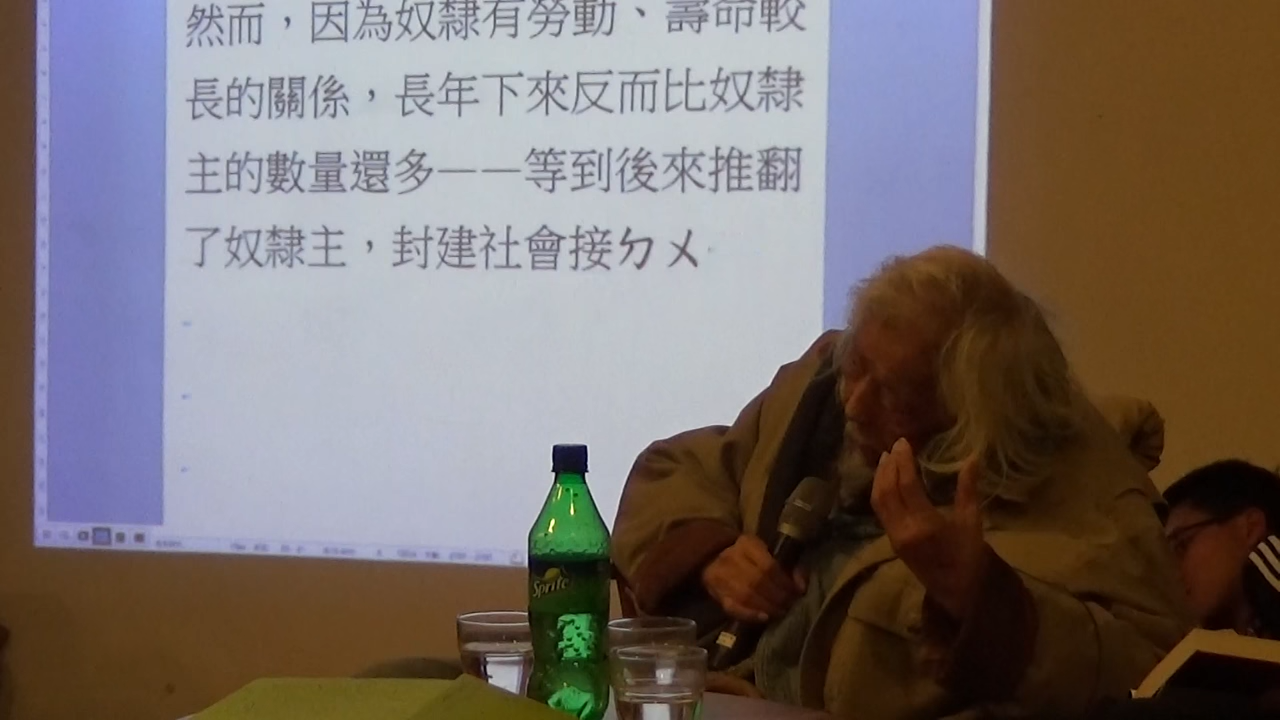 然而，因為奴隸有勞動、壽命較
長的關係，長年下來反而比奴隸
主的數量還多——等到後來推翻
了奴隸主，封建社會接ㄉㄨ
Sprite